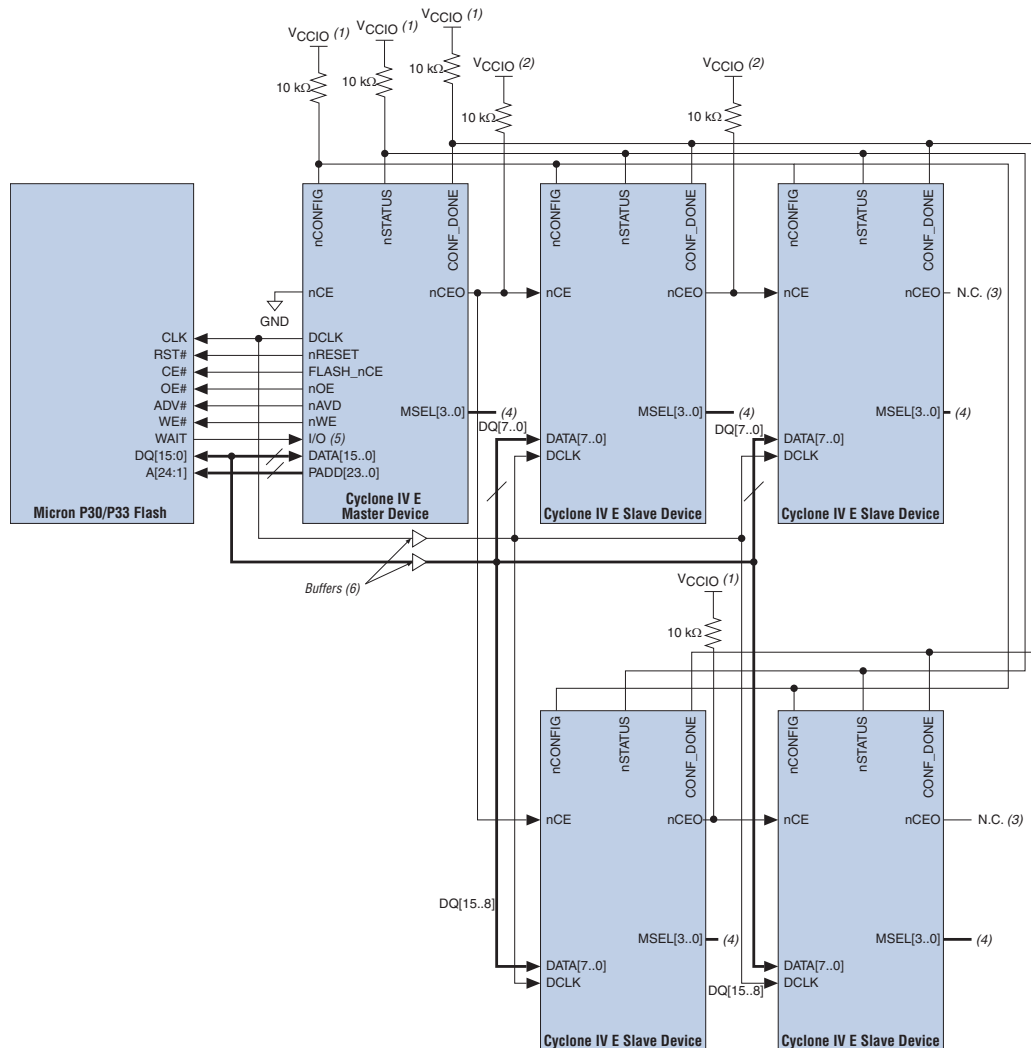 VCCIO (1)
VCCIO (1)
VCCIO (1)
10 kΩ
10 kΩ
10 kΩ
VCCIO (2)
10 kΩ
VCCIO (2)
10 kΩ
nCONFIG
nSTATUS
CONF_DONE
nCE
nCEO
GND
DCLK
nRESET
FLASH_nCE
nOE
nAVD
nWE
I/O (5)
DATA[15..0]
PADD[23..0]
MSEL[3..0]
(4)
Cyclone IV E
Master Device
CLK
RST#
CE#
OE#
ADV#
WE#
WAIT
DQ[15:0]
A[24:1]
Micron P30/P33 Flash
nCONFIG
nSTATUS
CONF_DONE
nCE
nCEO
MSEL[3..0]
(4)
DQ[7..0]
DATA[7..0]
DCLK
Cyclone IV E Slave Device
nCONFIG
nSTATUS
CONF_DONE
nCE
nCEO
N.C. (3)
MSEL[3..0]
(4)
DQ[7..0]
DATA[7..0]
DCLK
Cyclone IV E Slave Device
Buffers (6)
VCCIO (1)
10 kΩ
nCONFIG
nSTATUS
CONF_DONE
nCE
nCEO
DQ[15..8]
MSEL[3..0]
(4)
DATA[7..0]
DCLK
Cyclone IV E Slave Device
nCONFIG
nSTATUS
CONF_DONE
nCE
nCEO
N.C. (3)
MSEL[3..0]
(4)
DATA[7..0]
DQ[15..8]
DCLK
Cyclone IV E Slave Device